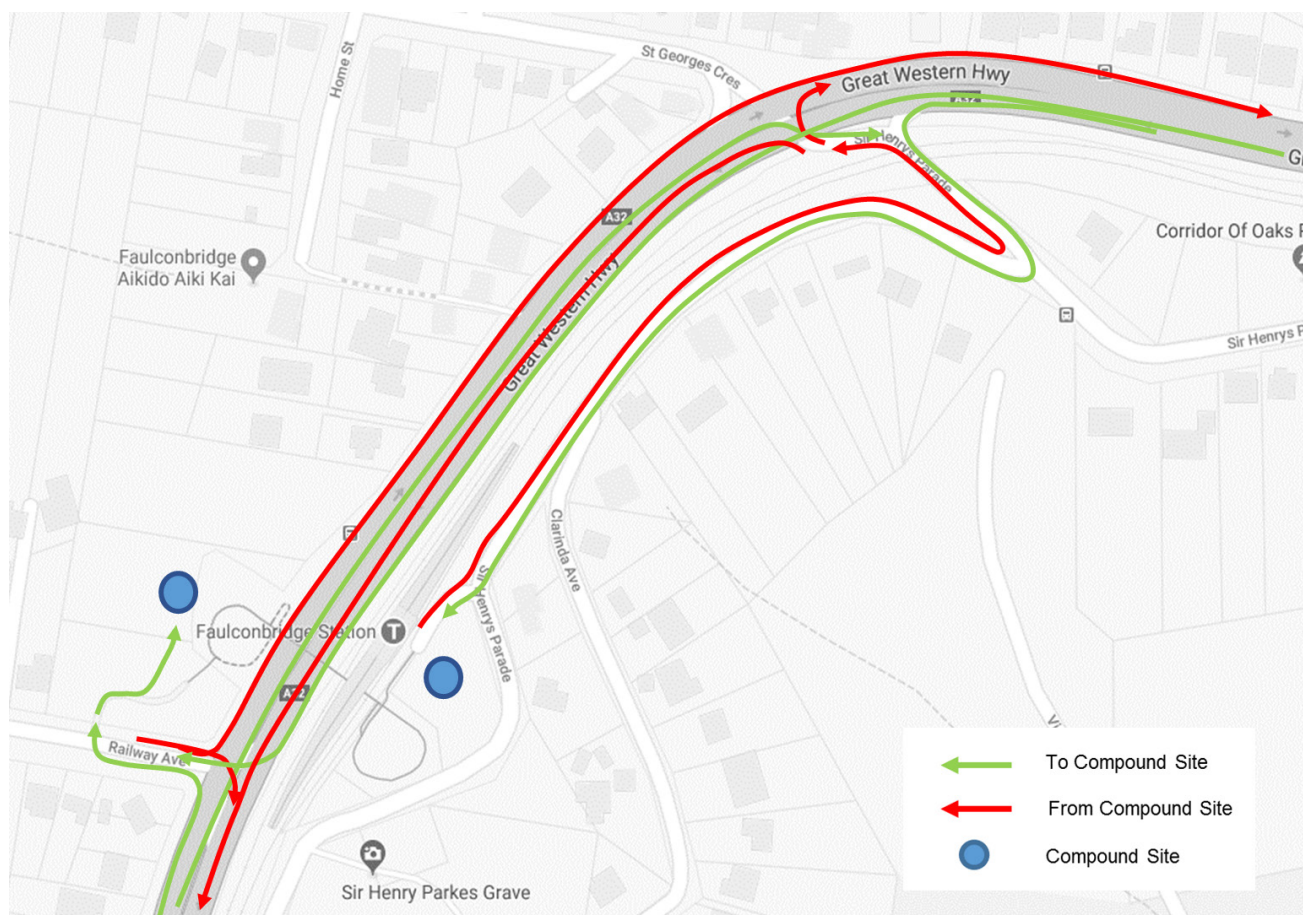 Home St
St Georges Cres
Great Western Hwy
A32
Sir Henrys Parade
A32
Great Western Hwy
Faulconbridge
Aikido Aiki Kai
Corridor Of Oaks
Sir Henrys
Clarinda Ave
Sir Henrys Parade
Faulconbridge Station
T
A32
Railway Ave
Sir Henry Parkes Grave
To Compound Site
From Compound Site
Compound Site